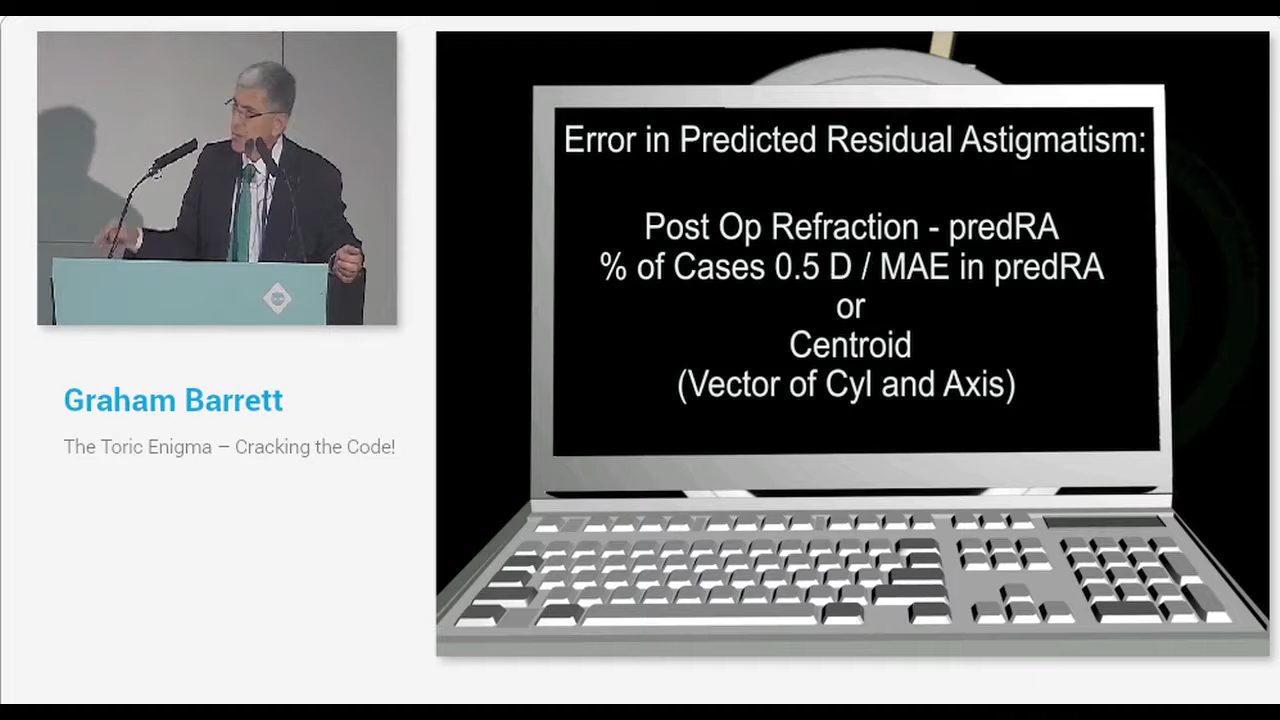 Error in Predicted Residual Astigmatism:
Post Op Refraction - predRA
% of Cases 0.5 D / MAE in predRA
or
Centroid
(Vector of Cyl and Axis)
Graham Barrett
The Toric Enigma – Cracking the Code!